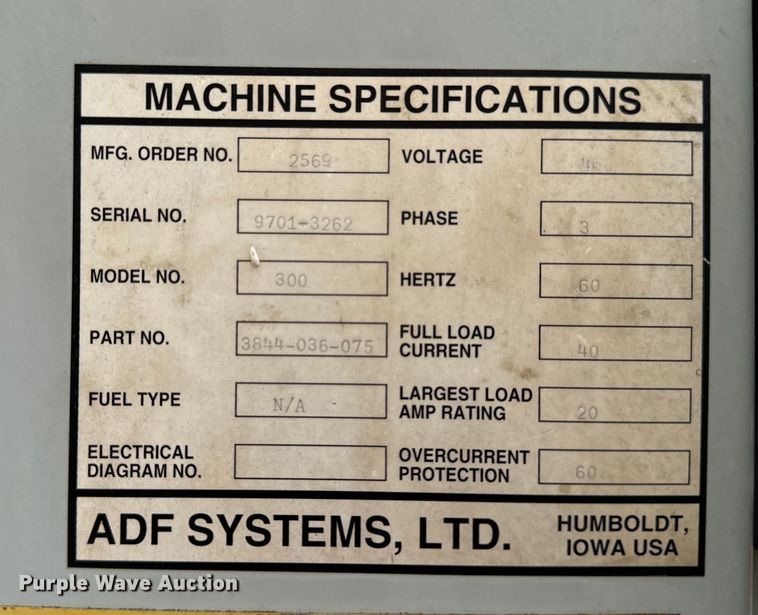 MACHINE SPECIFICATIONS
MFG. ORDER NO. 2569 VOLTAGE
SERIAL NO. 9701-3262 PHASE 3
MODEL NO. 300 HERTZ 60
PART NO. 3844-036-075 FULL LOAD CURRENT 40
FUEL TYPE N/A LARGEST LOAD AMP RATING 20
ELECTRICAL DIAGRAM NO. OVERCURRENT PROTECTION 60
ADF SYSTEMS, LTD. HUMBOLDT, IOWA USA
Purple Wave Auction